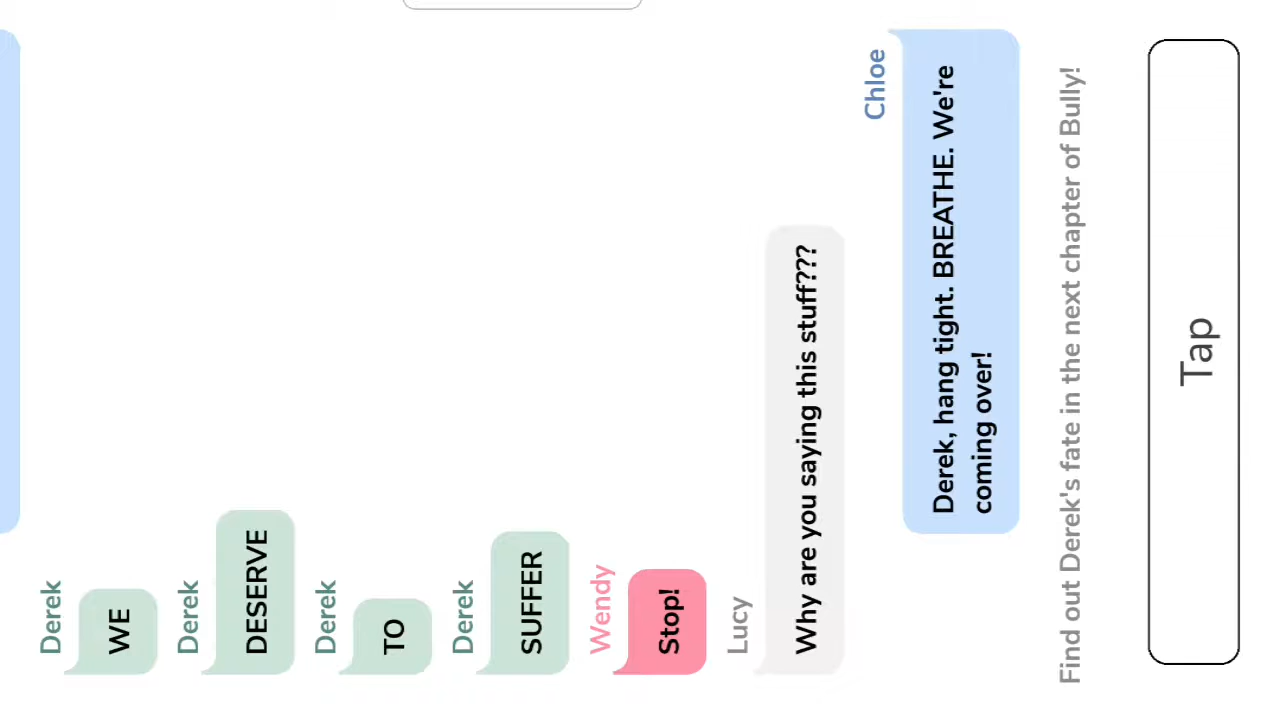 Derek
WE
Derek
DESERVE
Derek
TO
Derek
SUFFER
Wendy
Stop!
Lucy
Why are you saying this stuff???
Chloe
Derek, hang tight. BREATHE. We're
coming over!
Find out Derek's fate in the next chapter of Bully!
Tap